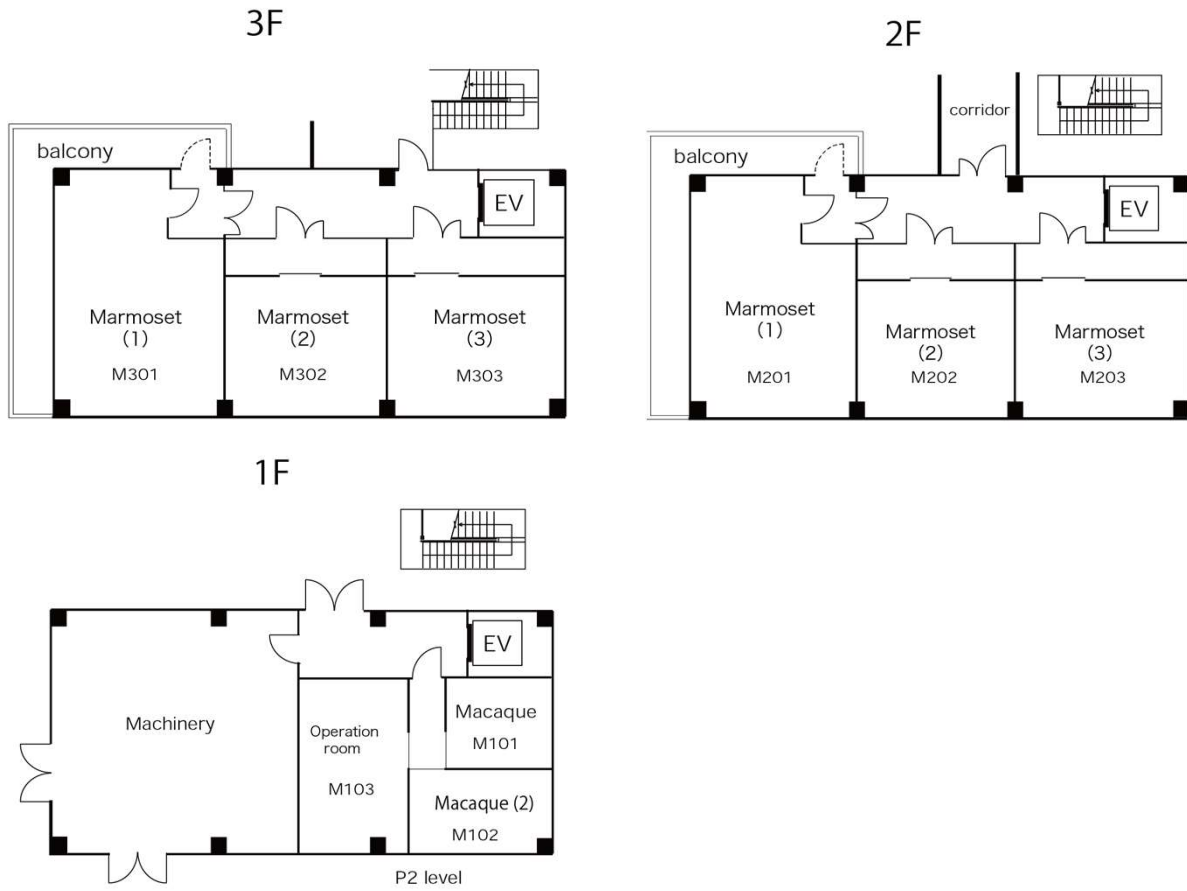 3F
balcony
EV
Marmoset
(1)
M301
Marmoset
(2)
M302
Marmoset
(3)
M303
2F
corridor
balcony
EV
Marmoset
(1)
M201
Marmoset
(2)
M202
Marmoset
(3)
M203
1F
EV
Machinery
Operation
room
M103
Macaque
M101
Macaque (2)
M102
P2 level